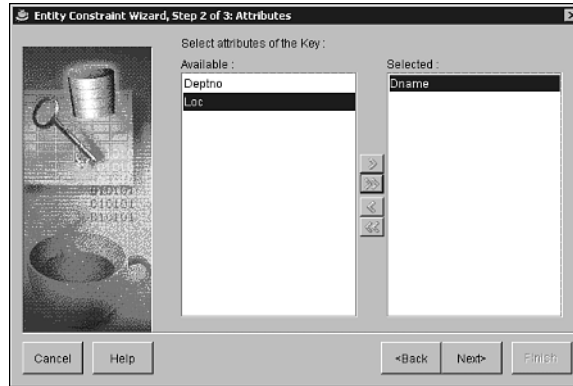 Entity Constraint Wizard, Step 2 of 3: Attributes
Select attributes of the Key :
Available :
Selected :
Deptno
Loc
Dname
>
>>
<
<<
010101
010101
010101
Cancel
Help
<Back
Next>
Finish